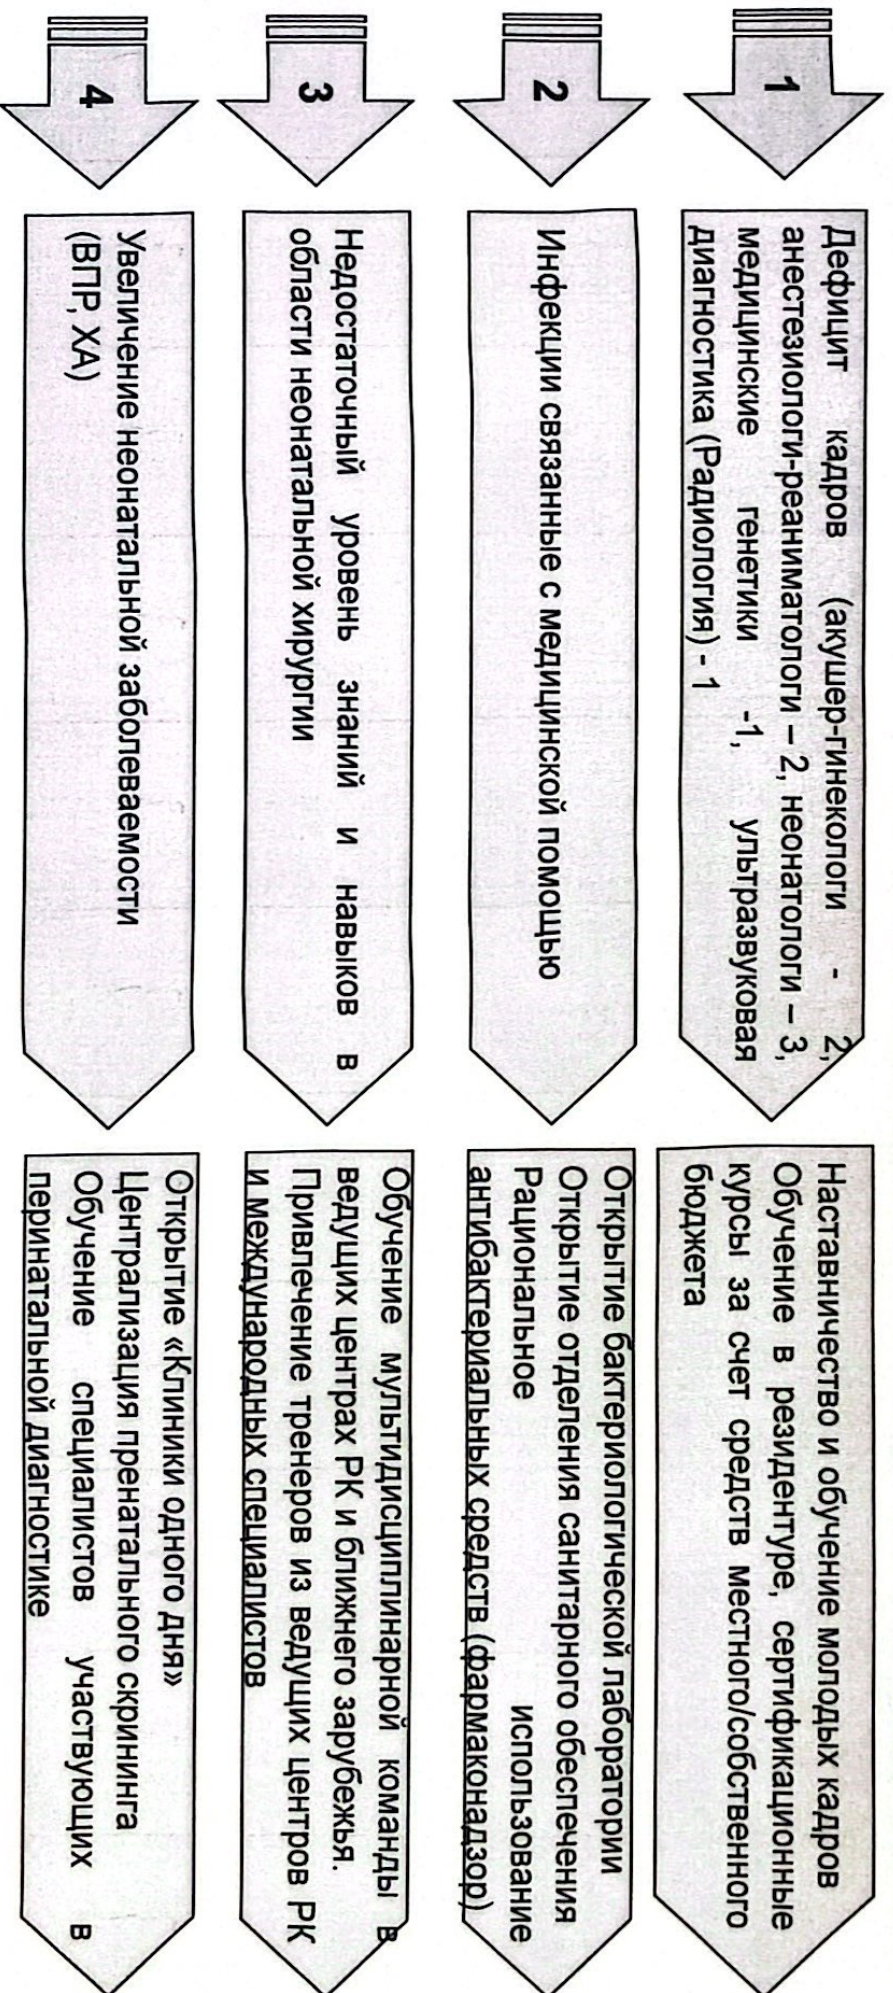 1
Дефицит кадров (акушер-гинекологи - 2,
анестезиологи-реаниматологи – 2, неонатологи – 3,
медицинские генетики -1, ультразвуковая
диагностика (Радиология) - 1
Наставничество и обучение молодых кадров
Обучение в резидентуре, сертификационные
курсы за счет средств местного/собственного
бюджета
2
Инфекции связанные с медицинской помощью
Открытие бактериологической лаборатории
Открытие отделения санитарного обеспечения
Рациональное использование
антибактериальных средств (фармаконадзор)
3
Недостаточный уровень знаний и навыков в
области неонатальной хирургии
Обучение мультидисциплинарной команды в
ведущих центрах РК и ближнего зарубежья.
Привлечение тренеров из ведущих центров РК
и международных специалистов
4
Увеличение неонатальной заболеваемости
(ВПР, ХА)
Открытие «Клиники одного дня»
Централизация пренатального скрининга
Обучение специалистов участвующих в
перинатальной диагностике